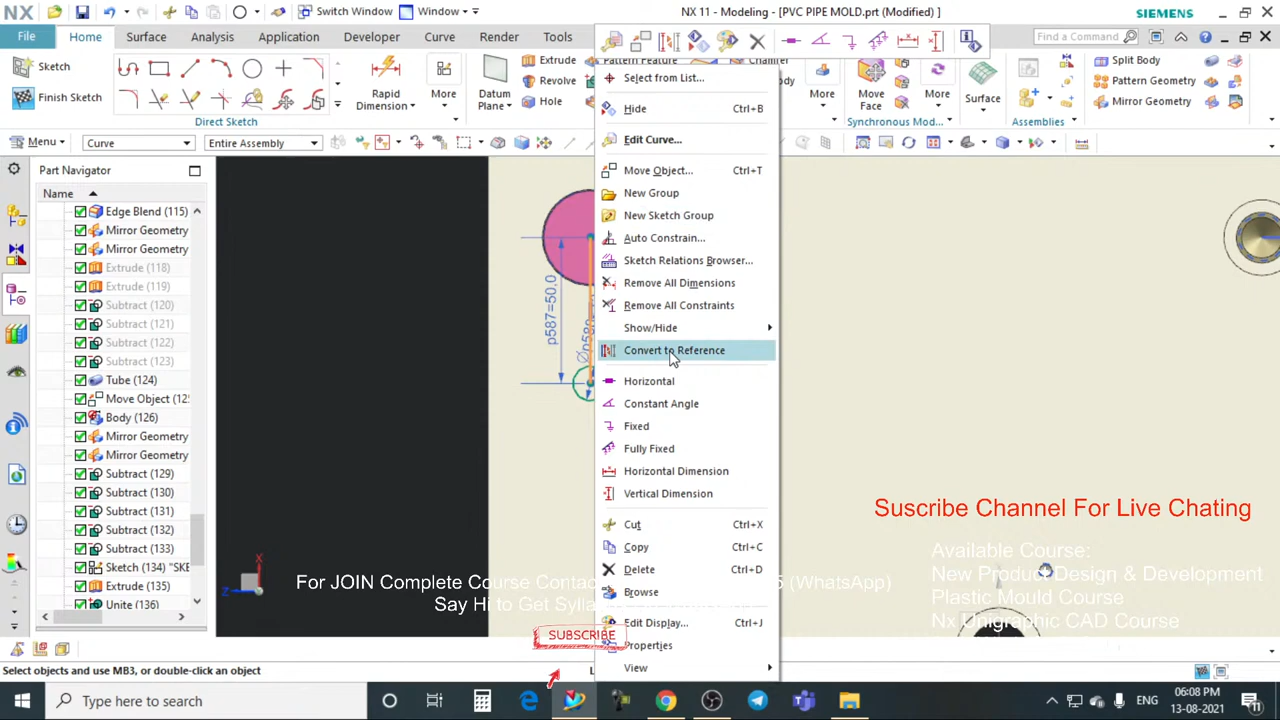 Switch Window
Window
NX 11 - Modeling - [PVC PIPE MOLD.prt (Modified) ]
SIEMENS
File
Home
Surface
Analysis
Application
Developer
Curve
Render
Tools
Find a Command
Sketch
Finish Sketch
Rapid
Dimension
More
Direct Sketch
Datum
Plane
Extrude
Revolve
Hole
Pattern Feature
Chamfer
More
Move
Face
More
Synchronous Mod...
Surface
Split Body
Pattern Geometry
Mirror Geometry
Assemblies
Menu
Curve
Entire Assembly
Part Navigator
Name
Edge Blend (115)
Mirror Geometry
Mirror Geometry
Extrude (118)
Extrude (119)
Subtract (120)
Subtract (121)
Subtract (122)
Subtract (123)
Tube (124)
Move Object (125
Body (126)
Mirror Geometry
Mirror Geometry
Subtract (129)
Subtract (130)
Subtract (131)
Subtract (132)
Subtract (133)
Sketch (134) "SKE
Extrude (135)
Unite (136)
p587=50.0
Select from List...
Hide Ctrl+B
Edit Curve...
Move Object... Ctrl+T
New Group
New Sketch Group
Auto Constrain...
Sketch Relations Browser...
Remove All Dimensions
Remove All Constraints
Show/Hide
Convert to Reference
Horizontal
Constant Angle
Fixed
Fully Fixed
Horizontal Dimension
Vertical Dimension
Cut Ctrl+X
Copy Ctrl+C
Delete Ctrl+D
Browse
Edit Display... Ctrl+J
Properties
View
X
Z
Suscribe Channel For Live Chating
Available Course:
New Product Design & Development
Plastic Mould Course
Nx Unigraphic CAD Course
For JOIN Complete Course Conta
(WhatsApp)
Say Hi to Get Sylla
SUBSCRIBE
Select objects and use MB3, or double-click an object
Type here to search
ENG
06:08 PM
13-08-2021